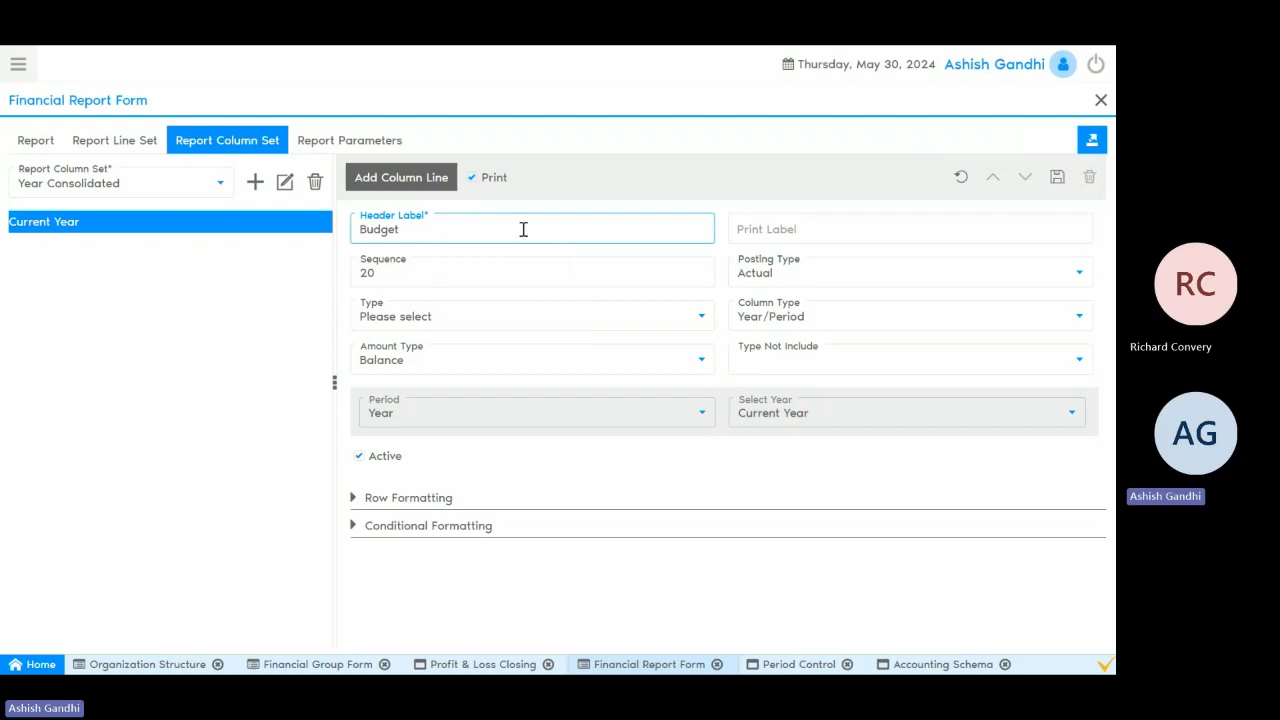 Thursday, May 30, 2024 Ashish Gandhi
Financial Report Form
Report Report Line Set Report Column Set Report Parameters
Report Column Set*
Year Consolidated
Add Column Line Print
Current Year
Header Label*
Budget
Print Label
Sequence
20
Posting Type
Actual
Type
Please select
Column Type
Year/Period
Amount Type
Balance
Type Not Include
Period
Year
Select Year
Current Year
Active
Row Formatting
Conditional Formatting
RC
Richard Convery
AG
Ashish Gandhi
Home Organization Structure Financial Group Form Profit & Loss Closing Financial Report Form Period Control Accounting Schema
Ashish Gandhi